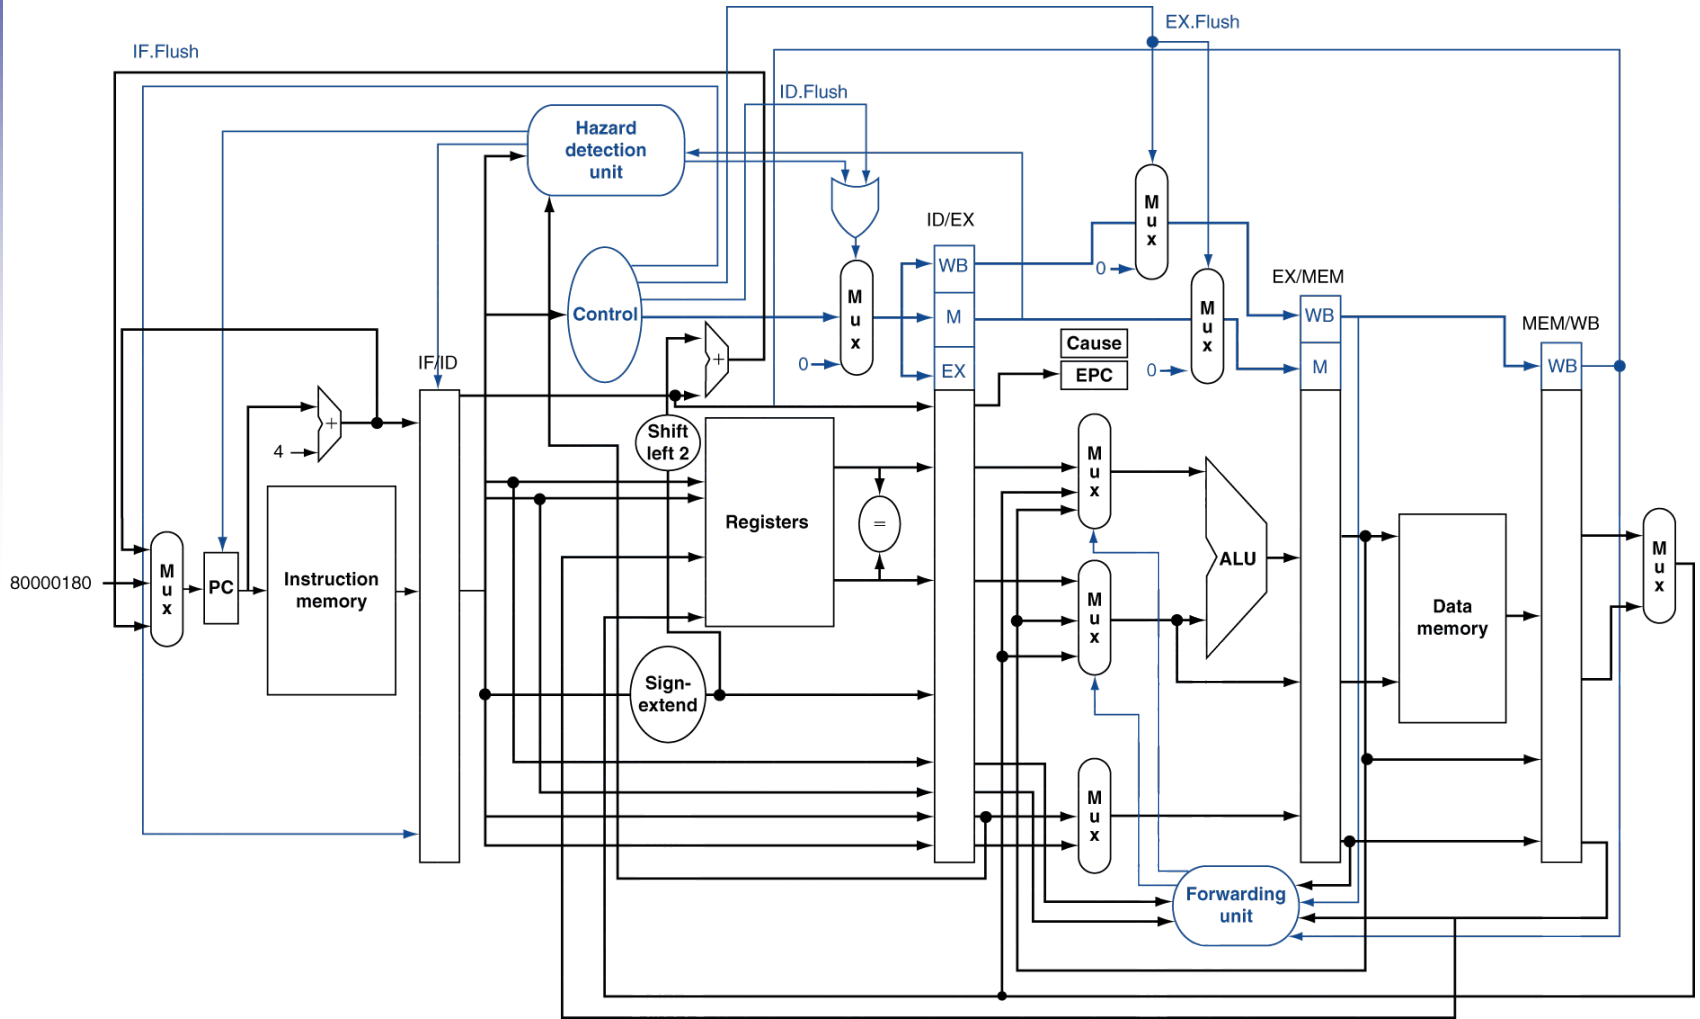 EX.Flush
IF.Flush
ID.Flush
Hazard
detection
unit
M
u
x
ID/EX
WB
0
M
u
x
EX/MEM
Control
M
u
x
M
WB
MEM/WB
Cause
+
IF/ID
0
EX
EPC
0
M
WB
+
4
Shift
left 2
M
u
x
Registers
=
80000180
M
u
x
PC
Instruction
memory
ALU
M
u
x
Data
memory
M
u
x
Sign-
extend
M
u
x
Forwarding
unit